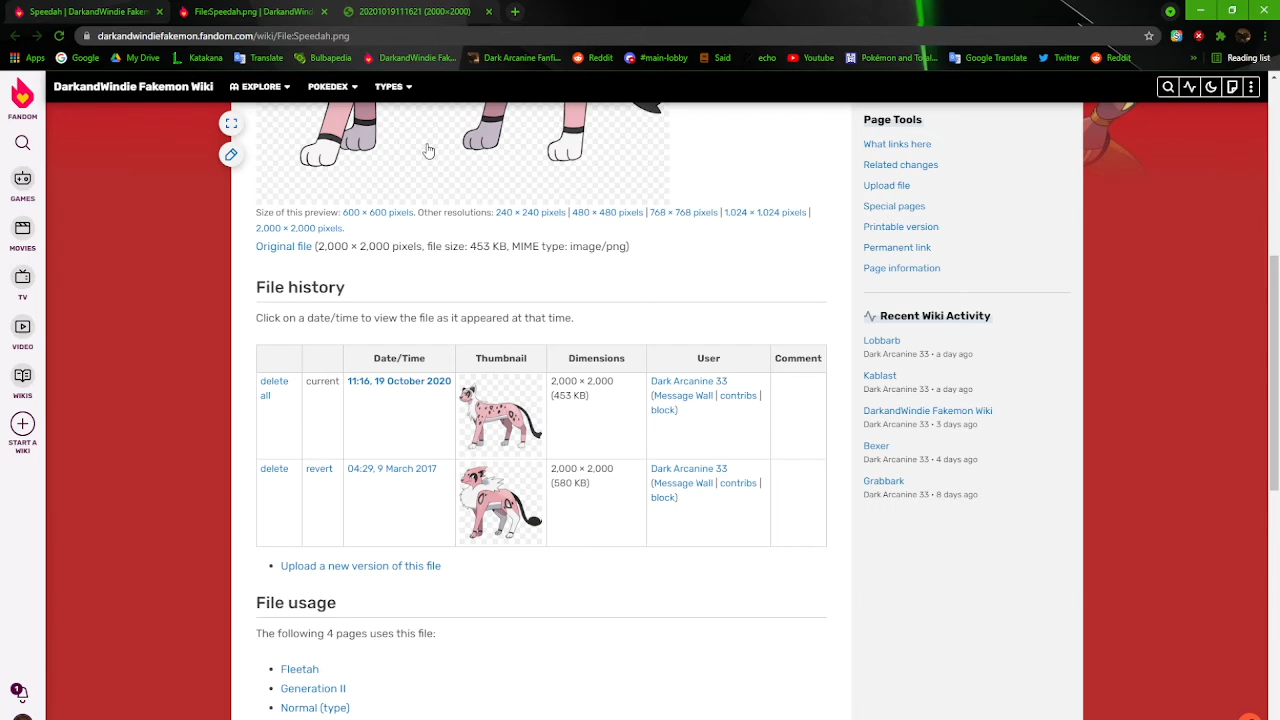 Speedah | DarkandWindie Fakem
FileSpeedah.png | DarkandWind
20201019111621 (2000×2000)
darkandwindiefakemon.fandom.com/wiki/FileSpeedah.png
Apps Google My Drive Katakana Translate Bulbapedia DarkandWindie Fak... Dark Arcanine Fanfi... Reddit #main-lobby Said echo Youtube Pokémon and Total... Google Translate Twitter Reddit » Reading list
DarkandWindie Fakemon Wiki EXPLORE POKEDEX TYPES
FANDOM
GAMES
MOVIES
TV
VIDEO
WIKIS
START A
WIKI
1
Size of this preview: 600 × 600 pixels. Other resolutions: 240 × 240 pixels | 480 × 480 pixels | 768 × 768 pixels | 1,024 × 1,024 pixels |
2,000 × 2,000 pixels.
Original file (2,000 × 2,000 pixels, file size: 453 KB, MIME type: image/png)
File history
Click on a date/time to view the file as it appeared at that time.
Date/Time Thumbnail Dimensions User Comment
delete all current 11:16, 19 October 2020 2,000 × 2,000 (453 KB) Dark Arcanine 33 (Message Wall | contribs | block)
delete revert 04:29, 9 March 2017 2,000 × 2,000 (580 KB) Dark Arcanine 33 (Message Wall | contribs | block)
• Upload a new version of this file
File usage
The following 4 pages uses this file:
• Fleetah
• Generation II
• Normal (type)
Page Tools
What links here
Related changes
Upload file
Special pages
Printable version
Permanent link
Page information
Recent Wiki Activity
Lobbarb
Dark Arcanine 33 • a day ago
Kablast
Dark Arcanine 33 • a day ago
DarkandWindie Fakemon Wiki
Dark Arcanine 33 • 3 days ago
Bexer
Dark Arcanine 33 • 4 days ago
Grabbark
Dark Arcanine 33 • 8 days ago